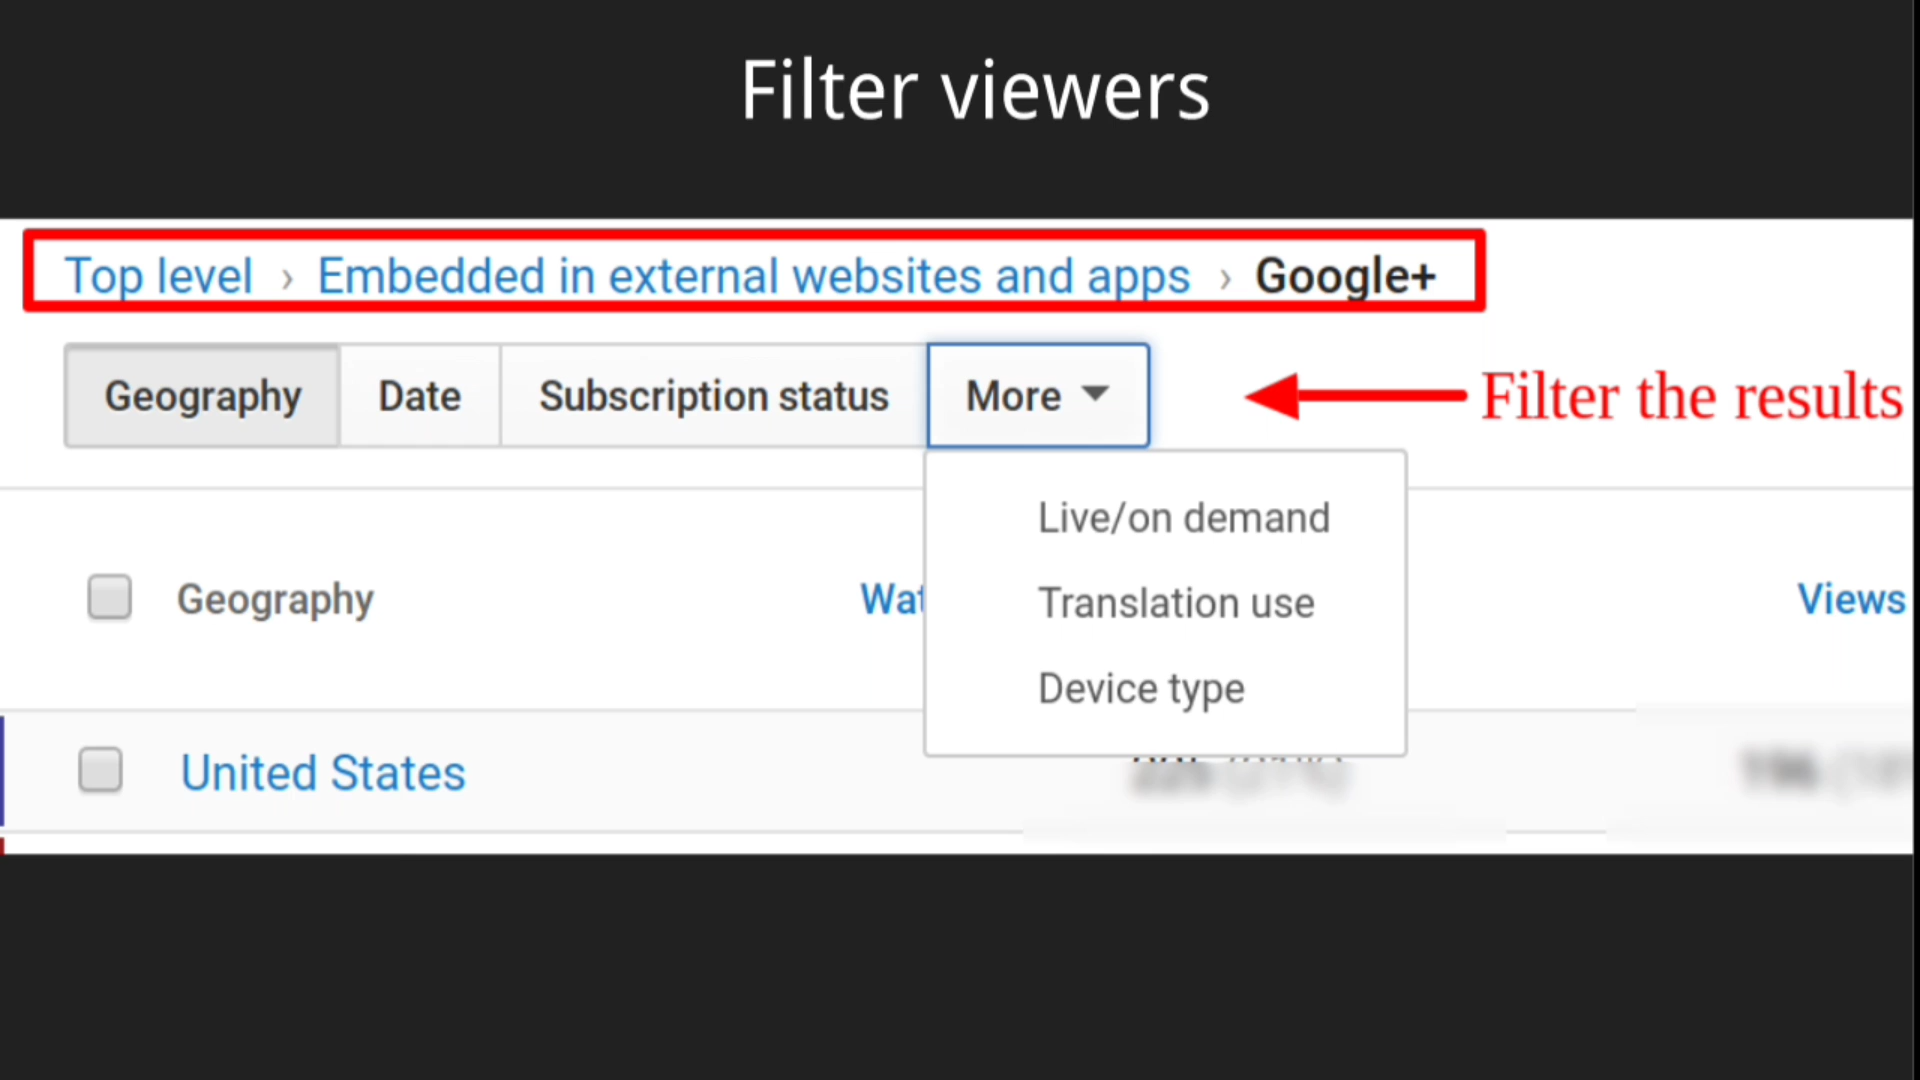 Filter viewers
Top level › Embedded in external websites and apps › Google+
Geography Date Subscription status More Filter the results
Live/on demand
Geography Wat Translation use Views
Device type
United States